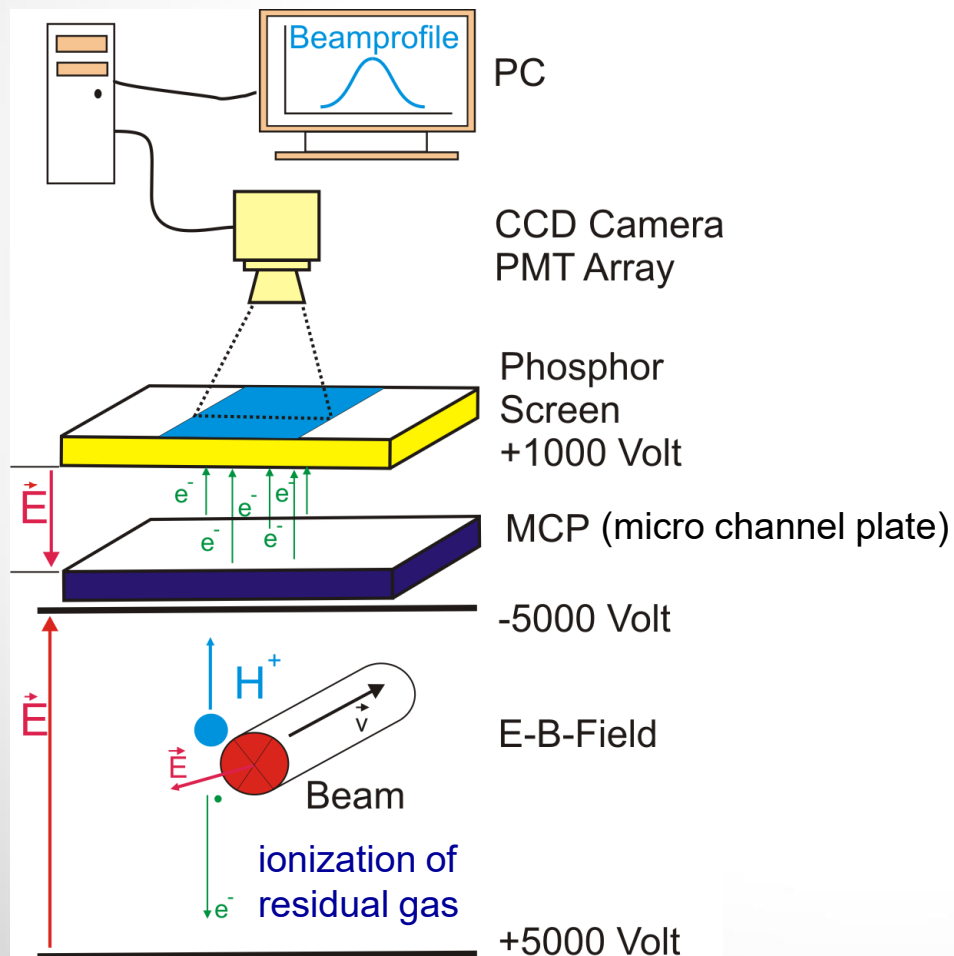 Beamprofile
PC
CCD Camera
PMT Array
Phosphor
Screen
+1000 Volt
E
e-
e-
e-
e-
e-
MCP (micro channel plate)
-5000 Volt
H+
E
v
E-B-Field
E
Beam
ionization of
residual gas
e-
+5000 Volt